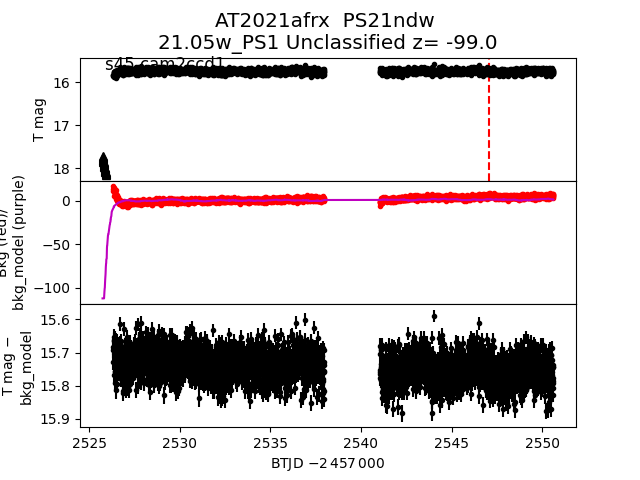 AT2021afrx PS21ndw
21.05w_PS1 Unclassified z= -99.0
s45 cam2ccd1
T mag
16
17
18
Bkg (red)/
bkg_model (purple)
0
−50
−100
T mag −
bkg_model
15.6
15.7
15.8
15.9
2525
2530
2535
2540
2545
2550
BTJD −2 457 000